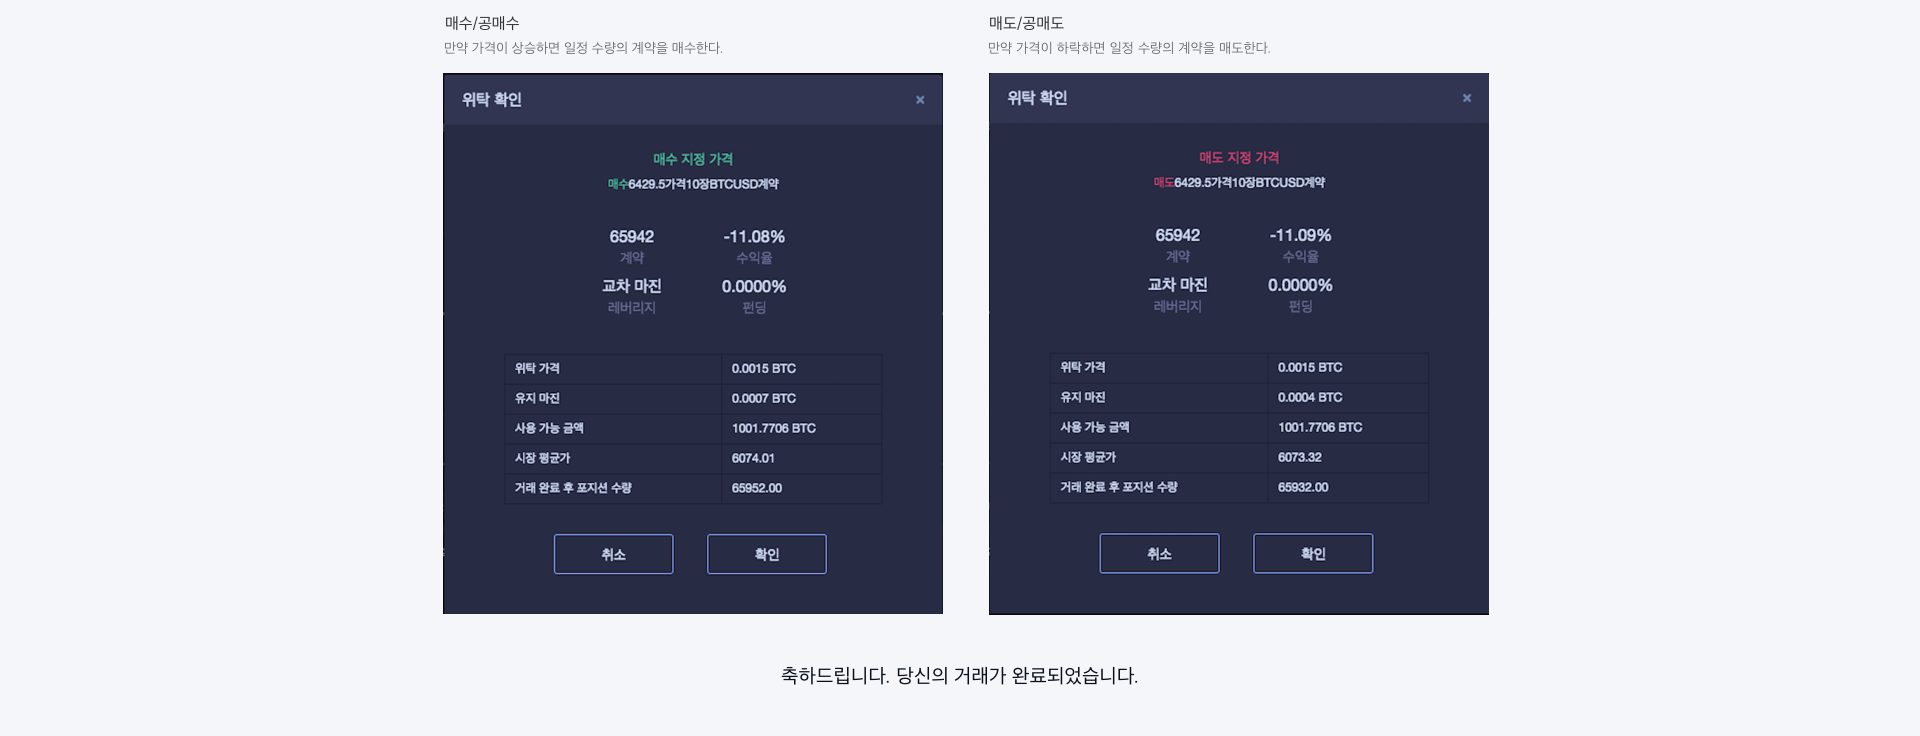 매수/공매수
만약 가격이 상승하면 일정 수량의 계약을 매수한다.
위탁 확인
×
매수 지정 가격
매수6429.5가격10장BTCUSD계약
65942
-11.08%
계약
수익율
교차 마진
0.0000%
레버리지
펀딩
위탁 가격
0.0015 BTC
유지 마진
0.0007 BTC
사용 가능 금액
1001.7706 BTC
시장 평균가
6074.01
거래 완료 후 포지션 수량
65952.00
취소
확인
매도/공매도
만약 가격이 하락하면 일정 수량의 계약을 매도한다.
위탁 확인
×
매도 지정 가격
매도6429.5가격10장BTCUSD계약
65942
-11.09%
계약
수익율
교차 마진
0.0000%
레버리지
펀딩
위탁 가격
0.0015 BTC
유지 마진
0.0004 BTC
사용 가능 금액
1001.7706 BTC
시장 평균가
6073.32
거래 완료 후 포지션 수량
65932.00
취소
확인
축하드립니다. 당신의 거래가 완료되었습니다.